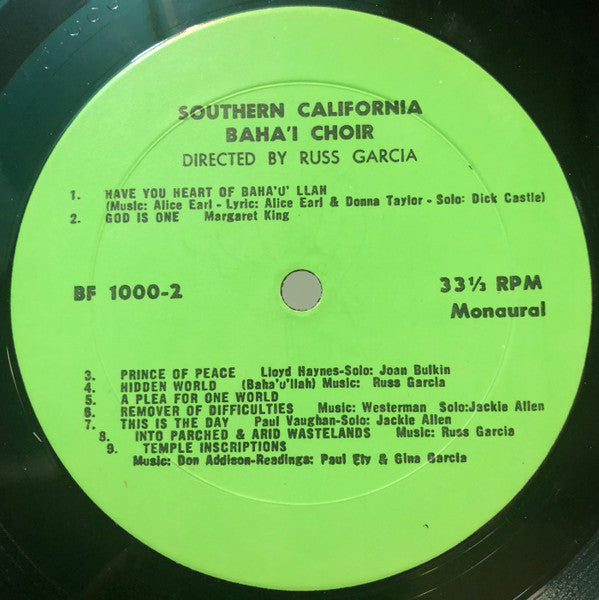 SOUTHERN CALIFORNIA
BAHA'I CHOIR
DIRECTED BY RUSS GARCIA
1. HAVE YOU HEART OF BAHA'U' LLAH
(Music: Alice Earl - Lyric: Alice Earl & Donna Taylor - Solo: Dick Castle)
2. GOD IS ONE Margaret King
BF 1000-2
33⅓ RPM
Monaural
3. PRINCE OF PEACE Lloyd Haynes-Solo: Joan Bulkin
4. HIDDEN WORLD (Baha'u'llah) Music: Russ Garcia
5. A PLEA FOR ONE WORLD
6. REMOVER OF DIFFICULTIES Music: Westerman Solo:Jackie Allen
7. THIS IS THE DAY Paul Vaughan-Solo: Jackie Allen
8. INTO PARCHED & ARID WASTELANDS Music: Russ Garcia
9. TEMPLE INSCRIPTIONS
Music: Don Addison-Readings: Paul Ely & Gina Garcia